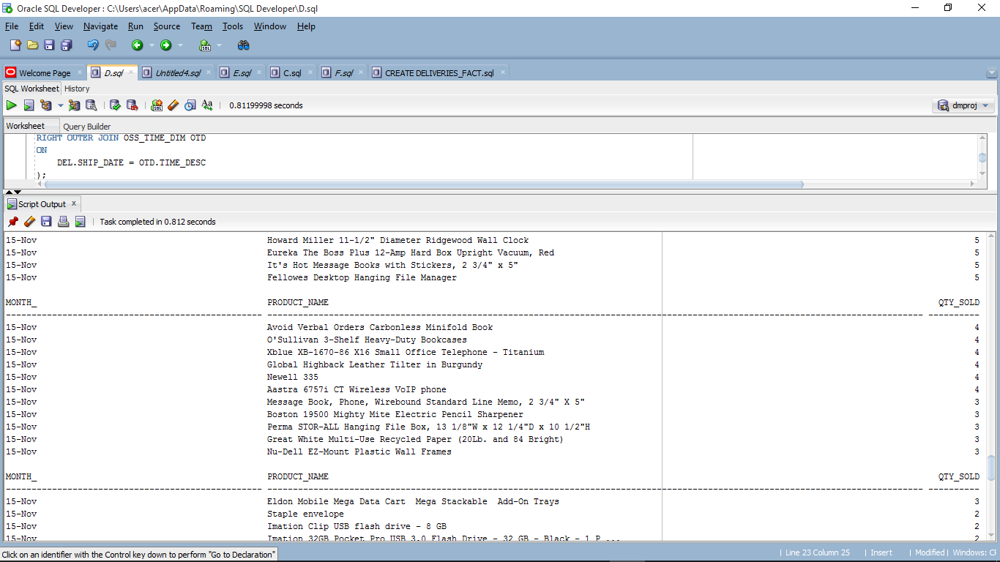 Oracle SQL Developer : C:\Users\acer\AppData\Roaming\SQL Developer\D.sql
File Edit View Navigate Run Source Team Tools Window Help
Welcome Page D.sql Untitled4.sql E.sql C.sql F.sql CREATE DELIVERIES_FACT.sql
SQL Worksheet History
0.81199998 seconds dmproj
Worksheet Query Builder
RIGHT OUTER JOIN OSS_TIME_DIM OTD
ON
DEL.SHIP_DATE = OTD.TIME_DESC
);
Script Output x
Task completed in 0.812 seconds
15-Nov Howard Miller 11-1/2" Diameter Ridgewood Wall Clock 5
15-Nov Eureka The Boss Plus 12-Amp Hard Box Upright Vacuum, Red 5
15-Nov It's Hot Message Books with Stickers, 2 3/4" x 5" 5
15-Nov Fellowes Desktop Hanging File Manager 5
MONTH_ PRODUCT_NAME QTY_SOLD
15-Nov Avoid Verbal Orders Carbonless Minifold Book 4
15-Nov O'Sullivan 3-Shelf Heavy-Duty Bookcases 4
15-Nov Xblue XB-1670-86 X16 Small Office Telephone - Titanium 4
15-Nov Global Highback Leather Tilter in Burgundy 4
15-Nov Newell 335 4
15-Nov Aastra 6757i CT Wireless VoIP phone 4
15-Nov Message Book, Phone, Wirebound Standard Line Memo, 2 3/4" X 5" 3
15-Nov Boston 19500 Mighty Mite Electric Pencil Sharpener 3
15-Nov Perma STOR-ALL Hanging File Box, 13 1/8"W x 12 1/4"D x 10 1/2"H 3
15-Nov Great White Multi-Use Recycled Paper (20Lb. and 84 Bright) 3
15-Nov Nu-Dell EZ-Mount Plastic Wall Frames 3
MONTH_ PRODUCT_NAME QTY_SOLD
15-Nov Eldon Mobile Mega Data Cart  Mega Stackable  Add-On Trays 3
15-Nov Staple envelope 2
15-Nov Imation Clip USB flash drive - 8 GB 2
15-Nov Imation 32GB Pocket Pro USB 3.0 Flash Drive - 32 GB - Black - 1 P ... 2
Click on an identifier with the Control key down to perform "Go to Declaration" | Line 23 Column 25 | Insert | Modified | Windows: CF